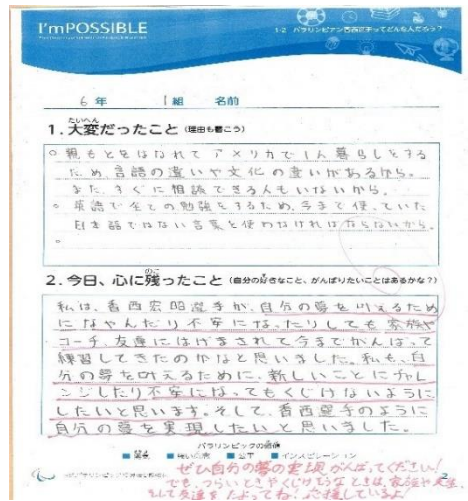 I'mPOSSIBLE
1-2 パラリンピアン香西選手ってどんな人だろう？
6年 1組 名前
1. 大変だったこと (理由も書こう)
たいへん
○ 親もとをはなれてアメリカで1人暮らしをする
ため、言語の違いや文化の違いがあるから。
また、すぐに相談できる人もいないから。
○ 英語で全ての勉強をするため、今まで使っていた
日本語ではない言葉を使わなければならないから。
○
2. 今日、心に残ったこと (自分の好きなこと、がんばりたいことはあるかな？)
のこ
私は、香西宏昭選手が、自分の夢を叶えるため
になやんだり不安になったりしても家族や
コーチ、友達にはげまされて今までがんばって
練習してきたのかなと思いました。私も、自
分の夢を叶えるために、新しいことにチャレ
ンジしたり不安になってもくじけないように
したいと思います。そして、香西選手のように
自分の夢を実現したいと思いました。
パラリンピックの価値
■ 勇気 ■ 強い意志 ■ 公平 ■ インスピレーション
ぜひ自分の夢の実現がんばってください!
でも、つらいときやくじけそうなときは、家族や先生、
そして友達をたよってね。応援しているよ。
2